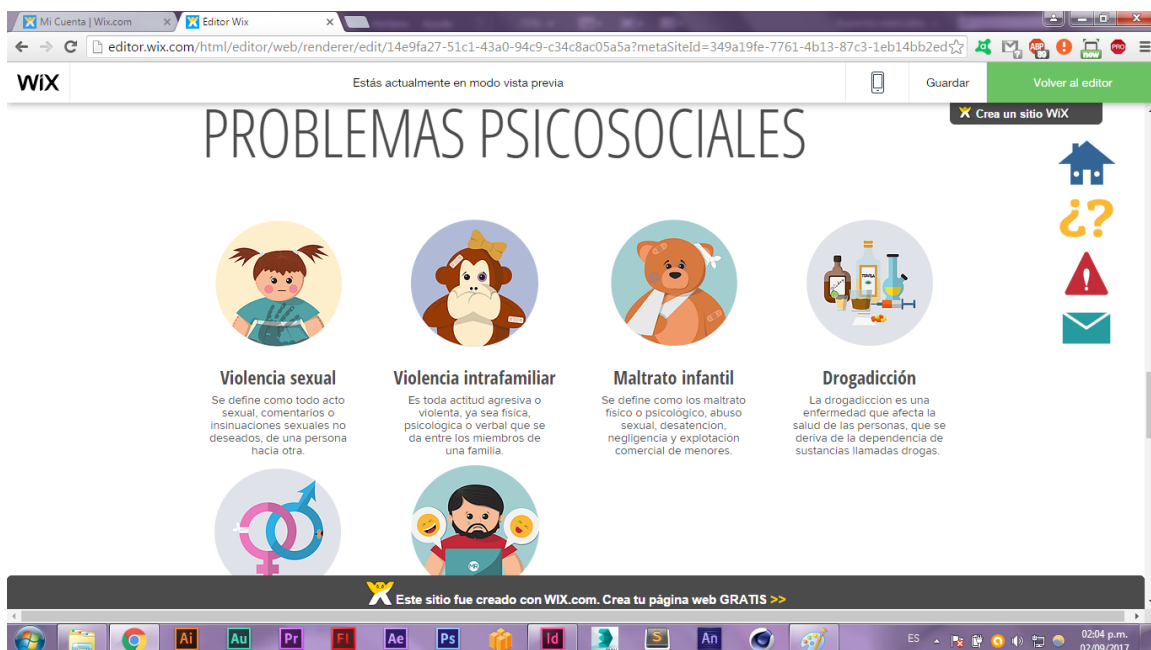 Mi Cuenta | Wix.com
Editor Wix
editor.wix.com/html/editor/web/renderer/edit/14e9fa27-51c1-43a0-94c9-c34c8ac05a5a?metaSiteId=349a19fe-7761-4b13-87c3-1eb14bb2ed
WiX
Estás actualmente en modo vista previa
Guardar
Volver al editor
Crea un sitio WiX
PROBLEMAS PSICOSOCIALES
¿?
Violencia sexual
Se define como todo acto
sexual, comentarios o
insinuaciones sexuales no
deseados, de una persona
hacia otra.
Violencia intrafamiliar
Es toda actitud agresiva o
violenta, ya sea física,
psicológica o verbal que se
da entre los miembros de
una familia.
Maltrato infantil
Se define como los maltrato
físico o psicológico, abuso
sexual, desatención,
negligencia y explotación
comercial de menores.
Drogadicción
La drogadicción es una
enfermedad que afecta la
salud de las personas, que se
deriva de la dependencia de
sustancias llamadas drogas.
Este sitio fue creado con WIX.com. Crea tu página web GRATIS >>
Ai
Au
Pr
Fl
Ae
Ps
Id
S
An
ES
02:04 p.m.
02/09/2017